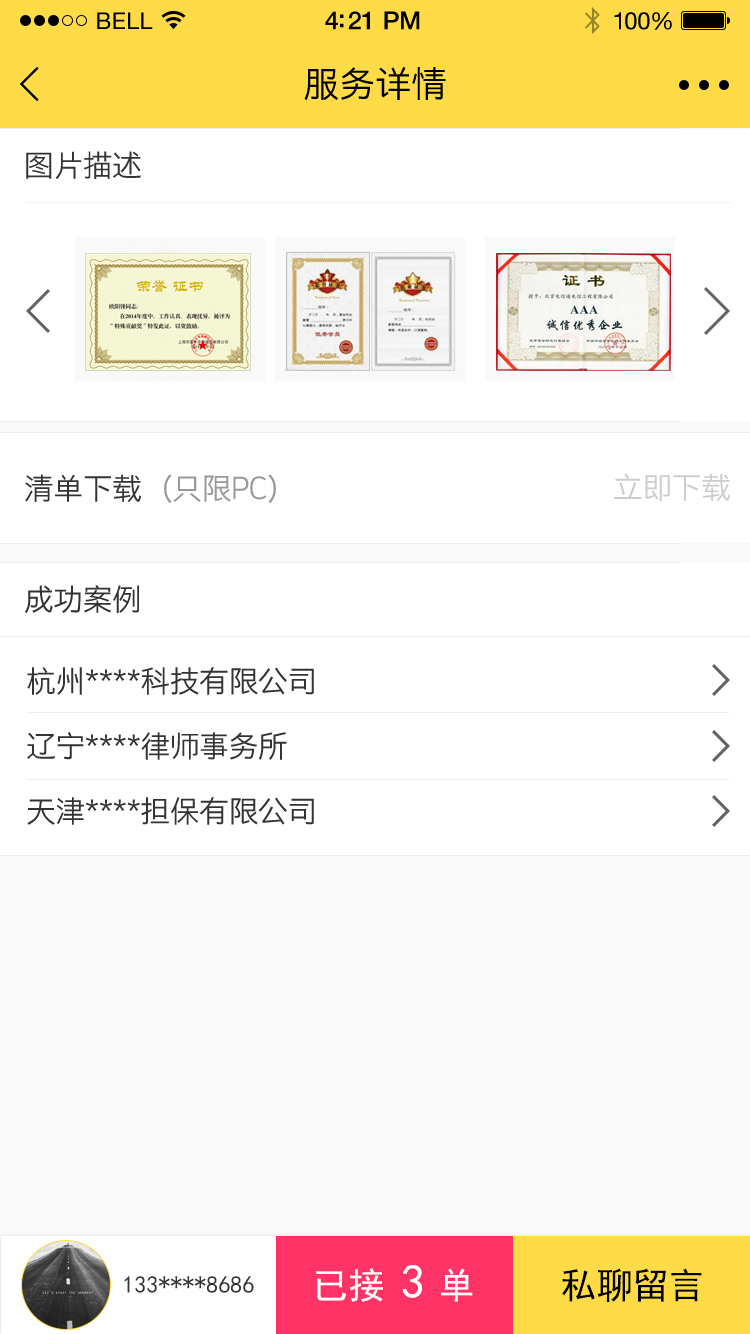 BELL
4:21 PM
100%
服务详情
图片描述
荣誉 证书
在2014年度中，工作认真、表现优异、被评为
“特殊贡献奖”特发此证，以资鼓励。
优秀学员
证 书
AAA
诚信优秀企业
清单下载（只限PC）
立即下载
成功案例
杭州****科技有限公司
辽宁****律师事务所
天津****担保有限公司
133****8686
已接 3 单
私聊留言